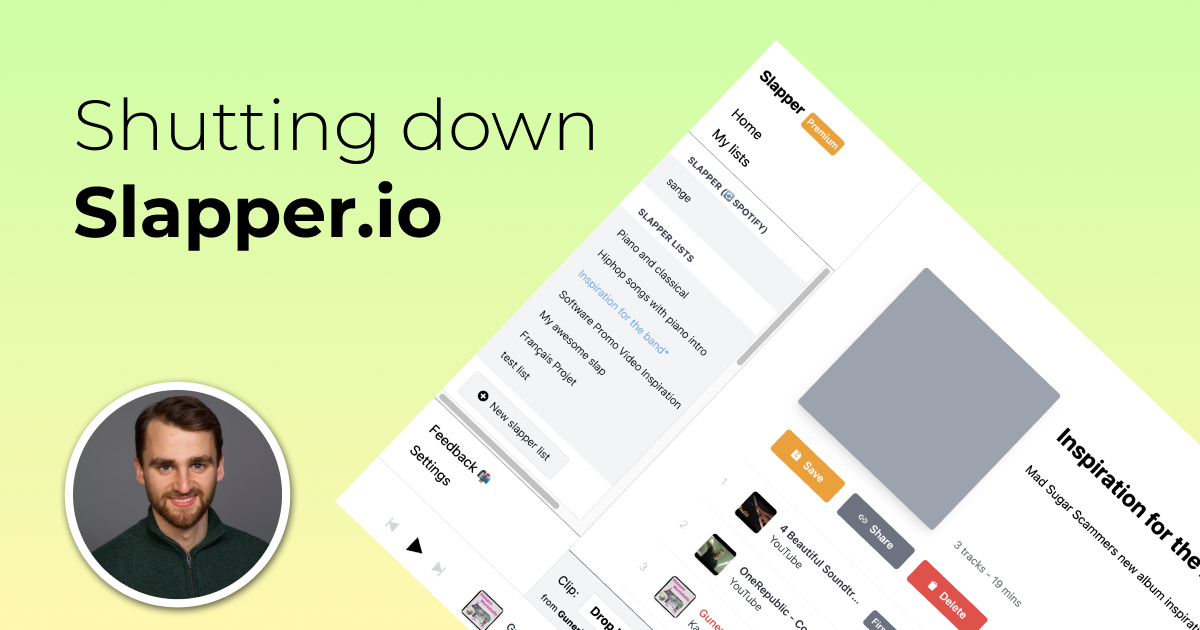 Shutting down
Slapper.io
Slapper
Premium
Home
My lists
SLAPPER (SPOTIFY)
sange
SLAPPER LISTS
Piano and classical
Hiphop songs with piano intro
Inspiration for the band*
Software Promo Video Inspiration
My awesome slap
Français Projet
test list
New slapper list
Feedback
Settings
Inspiration for the
Mad Sugar Scammers new album inspirat
3 tracks - 19 mins
Save
Share
Delete
1
4 Beautiful Soundtr...
YouTube
2
OneRepublic - Co
YouTube
3
Gune
Ka
Firs
G
Clip:
Drop
from Guner